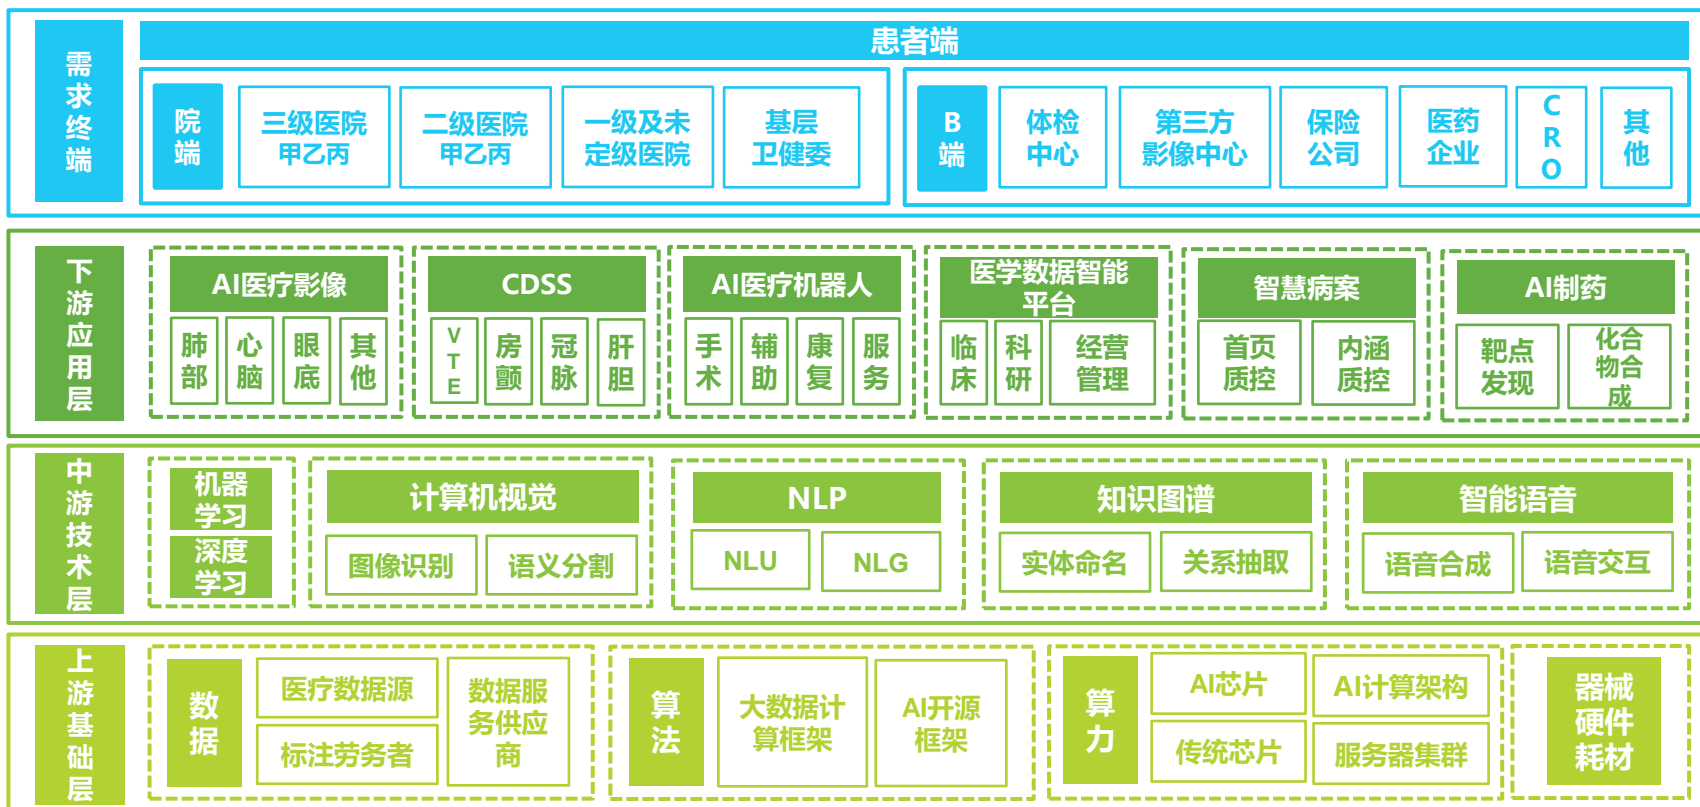 需求终端
患者端
院端
三级医院
甲乙丙
二级医院
甲乙丙
一级及未
定级医院
基层
卫健委
B端
体检
中心
第三方
影像中心
保险
公司
医药
企业
CRO
其他
下游应用层
AI医疗影像
肺部
心脑
眼底
其他
CDSS
VTE
房颤
冠脉
肝胆
AI医疗机器人
手术
辅助
康复
服务
医学数据智能
平台
临床
科研
经营
管理
智慧病案
首页
质控
内涵
质控
AI制药
靶点
发现
化合
物合
成
中游技术层
机器
学习
深度
学习
计算机视觉
图像识别
语义分割
NLP
NLU
NLG
知识图谱
实体命名
关系抽取
智能语音
语音合成
语音交互
上游基础层
数据
医疗数据源
标注劳务者
数据服
务供应
商
算法
大数据计
算框架
AI开源
框架
算力
AI芯片
AI计算架构
传统芯片
服务器集群
器械
硬件
耗材